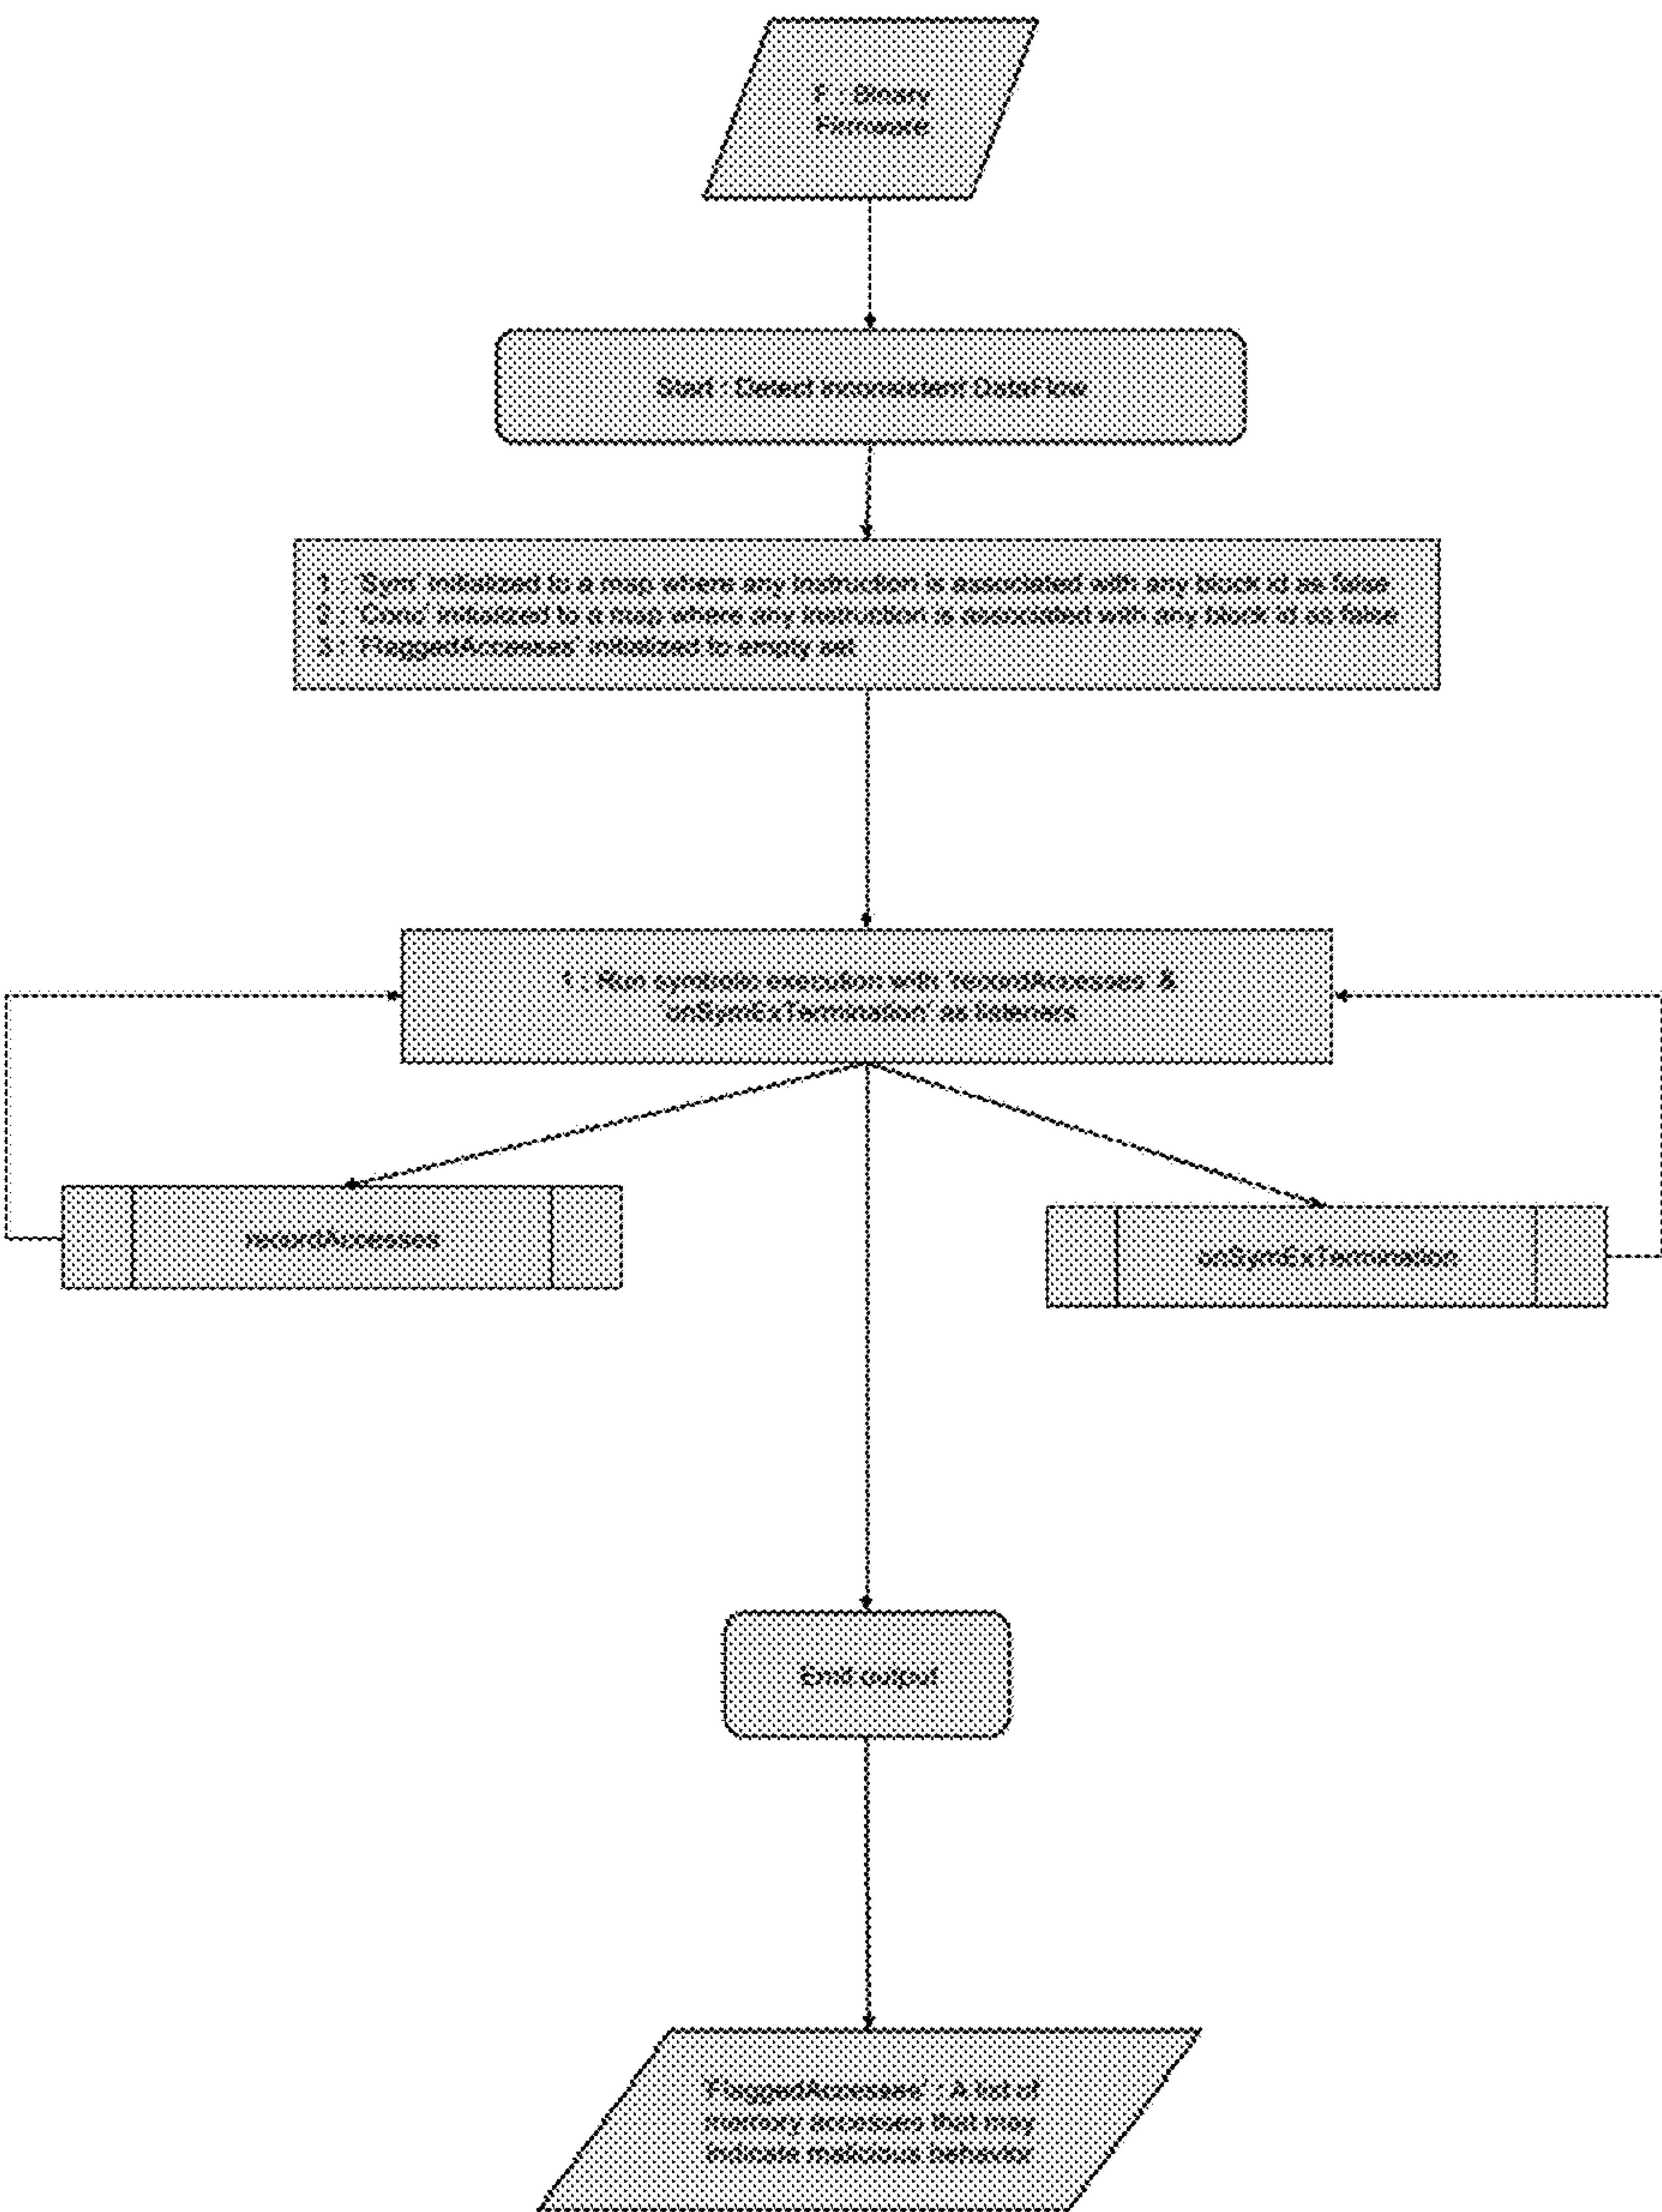 Binary
Firmware
Start : Detect Inconsistent DataFlow
1 : 'Sym' initialized to a map where any instruction is associated with any block id as false
2 : 'Conc' initialized to a map where any instruction is associated with any block id as false
3 : 'FlaggedAccesses' initialized to empty set
Run symbolic execution with 'recordAccesses' &
'onSymExTermination' as listeners
recordAccesses
onSymExTermination
Emit output
'FlaggedAccesses' : A list of
memory accesses that may
indicate malicious behavior